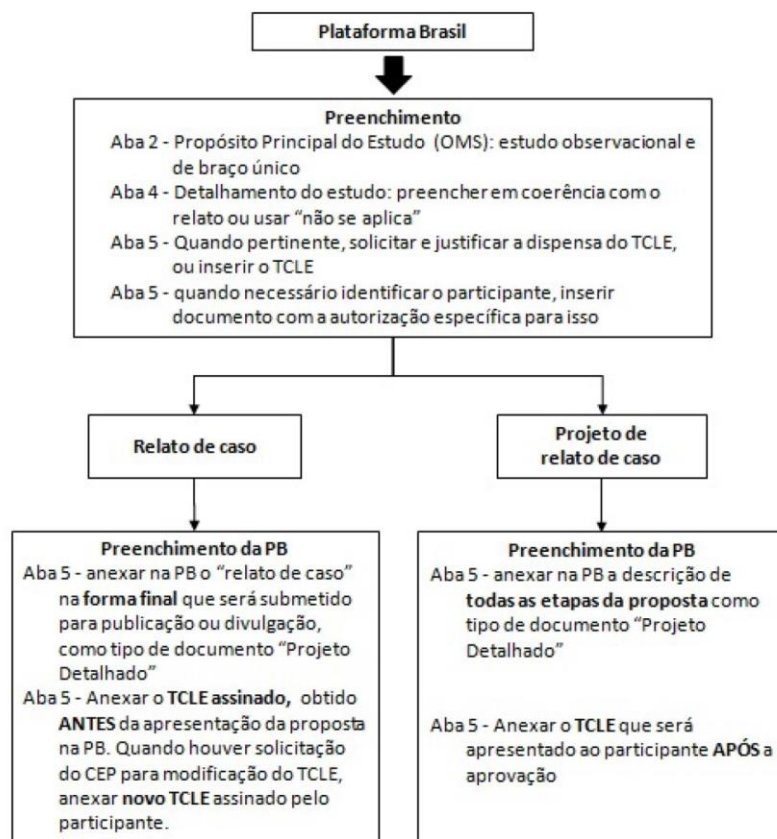 Plataforma Brasil
Preenchimento
Aba 2 - Propósito Principal do Estudo (OMS): estudo observacional e
de braço único
Aba 4 - Detalhamento do estudo: preencher em coerência com o
relato ou usar “não se aplica”
Aba 5 - Quando pertinente, solicitar e justificar a dispensa do TCLE,
ou inserir o TCLE
Aba 5 - quando necessário identificar o participante, inserir
documento com a autorização específica para isso
Relato de caso
Projeto de
relato de caso
Preenchimento da PB
Aba 5 - anexar na PB o “relato de caso”
na forma final que será submetido
para publicação ou divulgação,
como tipo de documento “Projeto
Detalhado”
Aba 5 - Anexar o TCLE assinado, obtido
ANTES da apresentação da proposta
na PB. Quando houver solicitação
do CEP para modificação do TCLE,
anexar novo TCLE assinado pelo
participante.
Preenchimento da PB
Aba 5 - anexar na PB a descrição de
todas as etapas da proposta como
tipo de documento “Projeto
Detalhado”
Aba 5 - Anexar o TCLE que será
apresentado ao participante APÓS a
aprovação